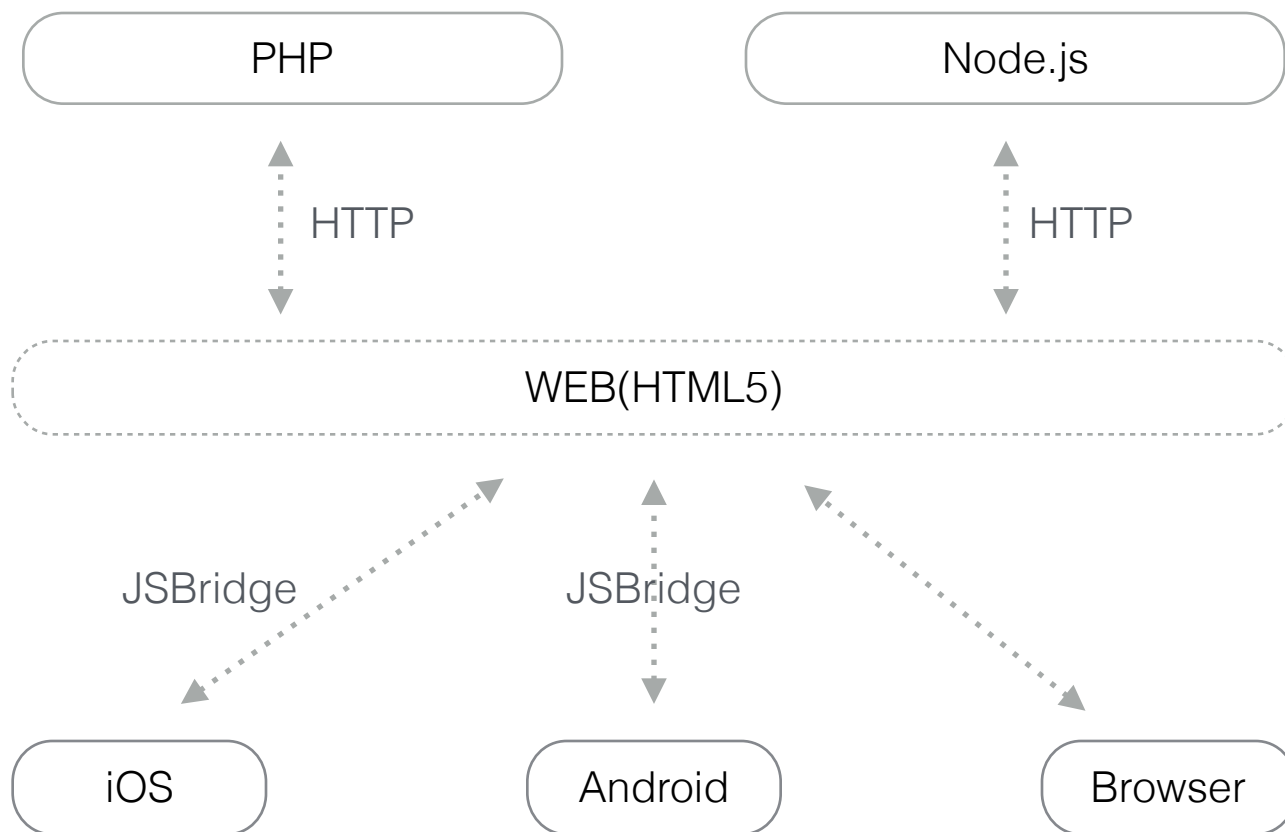 PHP
Node.js
HTTP
HTTP
WEB(HTML5)
JSBridge
JSBridge
iOS
Android
Browser